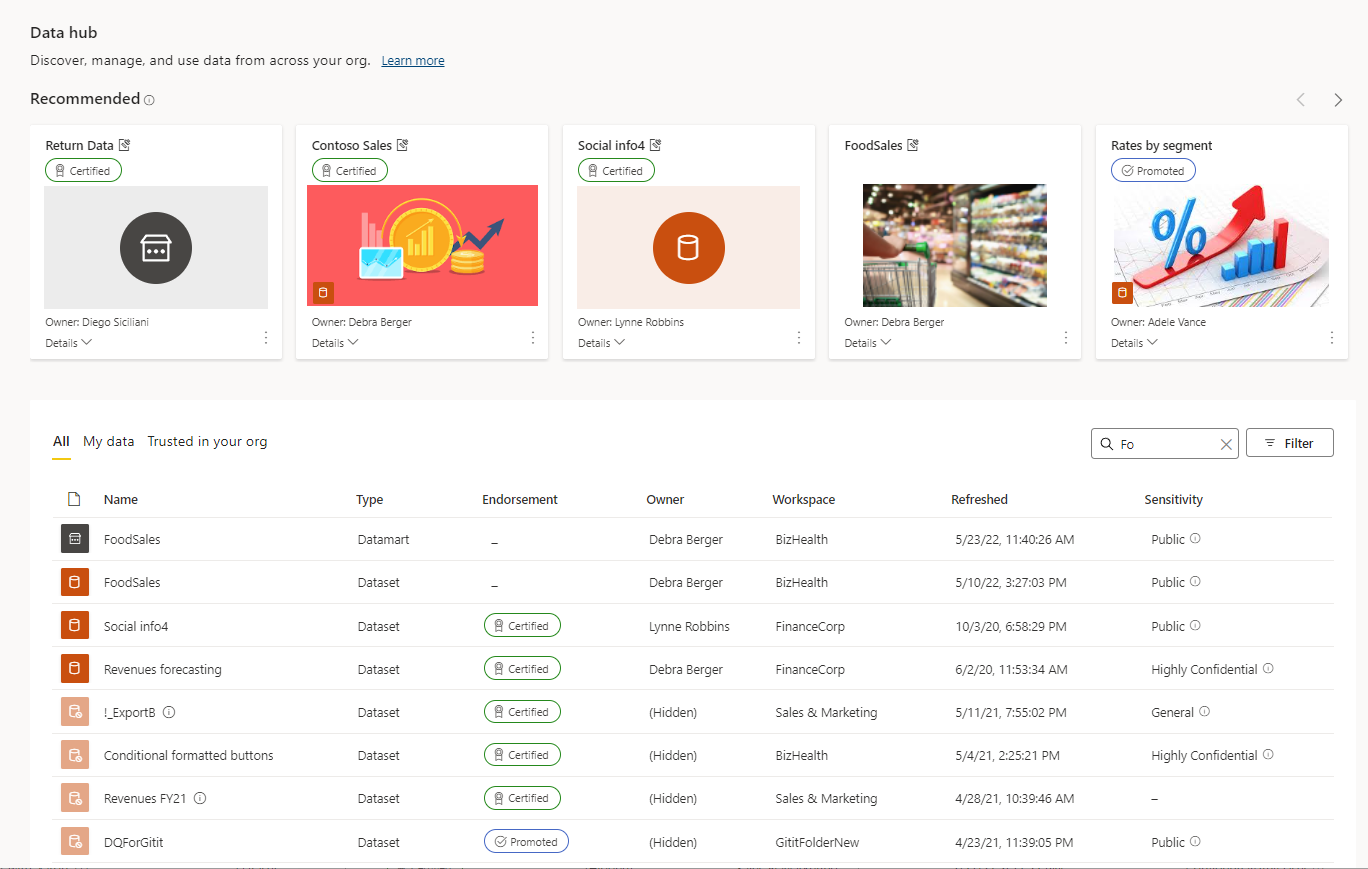 Data hub
Discover, manage, and use data from across your org. Learn more
Recommended
Return Data
Certified
Owner: Diego Siciliani
Details
Contoso Sales
Certified
Owner: Debra Berger
Details
Social info4
Certified
Owner: Lynne Robbins
Details
FoodSales
Owner: Debra Berger
Details
Rates by segment
Promoted
%
Owner: Adele Vance
Details
All My data Trusted in your org
Fo
Filter
Name Type Endorsement Owner Workspace Refreshed Sensitivity
FoodSales Datamart – Debra Berger BizHealth 5/23/22, 11:40:26 AM Public
FoodSales Dataset – Debra Berger BizHealth 5/10/22, 3:27:03 PM Public
Social info4 Dataset Certified Lynne Robbins FinanceCorp 10/3/20, 6:58:29 PM Public
Revenues forecasting Dataset Certified Debra Berger FinanceCorp 6/2/20, 11:53:34 AM Highly Confidential
!_ExportB Dataset Certified (Hidden) Sales & Marketing 5/11/21, 7:55:02 PM General
Conditional formatted buttons Dataset Certified (Hidden) BizHealth 5/4/21, 2:25:21 PM Highly Confidential
Revenues FY21 Dataset Certified (Hidden) Sales & Marketing 4/28/21, 10:39:46 AM –
DQForGitit Dataset Promoted (Hidden) GititFolderNew 4/23/21, 11:39:05 PM Public